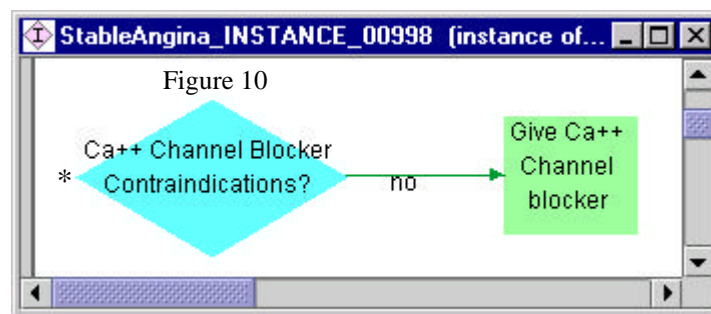 StableAngina_INSTANCE_00998 (instance of...
Figure 10
Ca++ Channel Blocker
* Contraindications?
no
Give Ca++
Channel
blocker